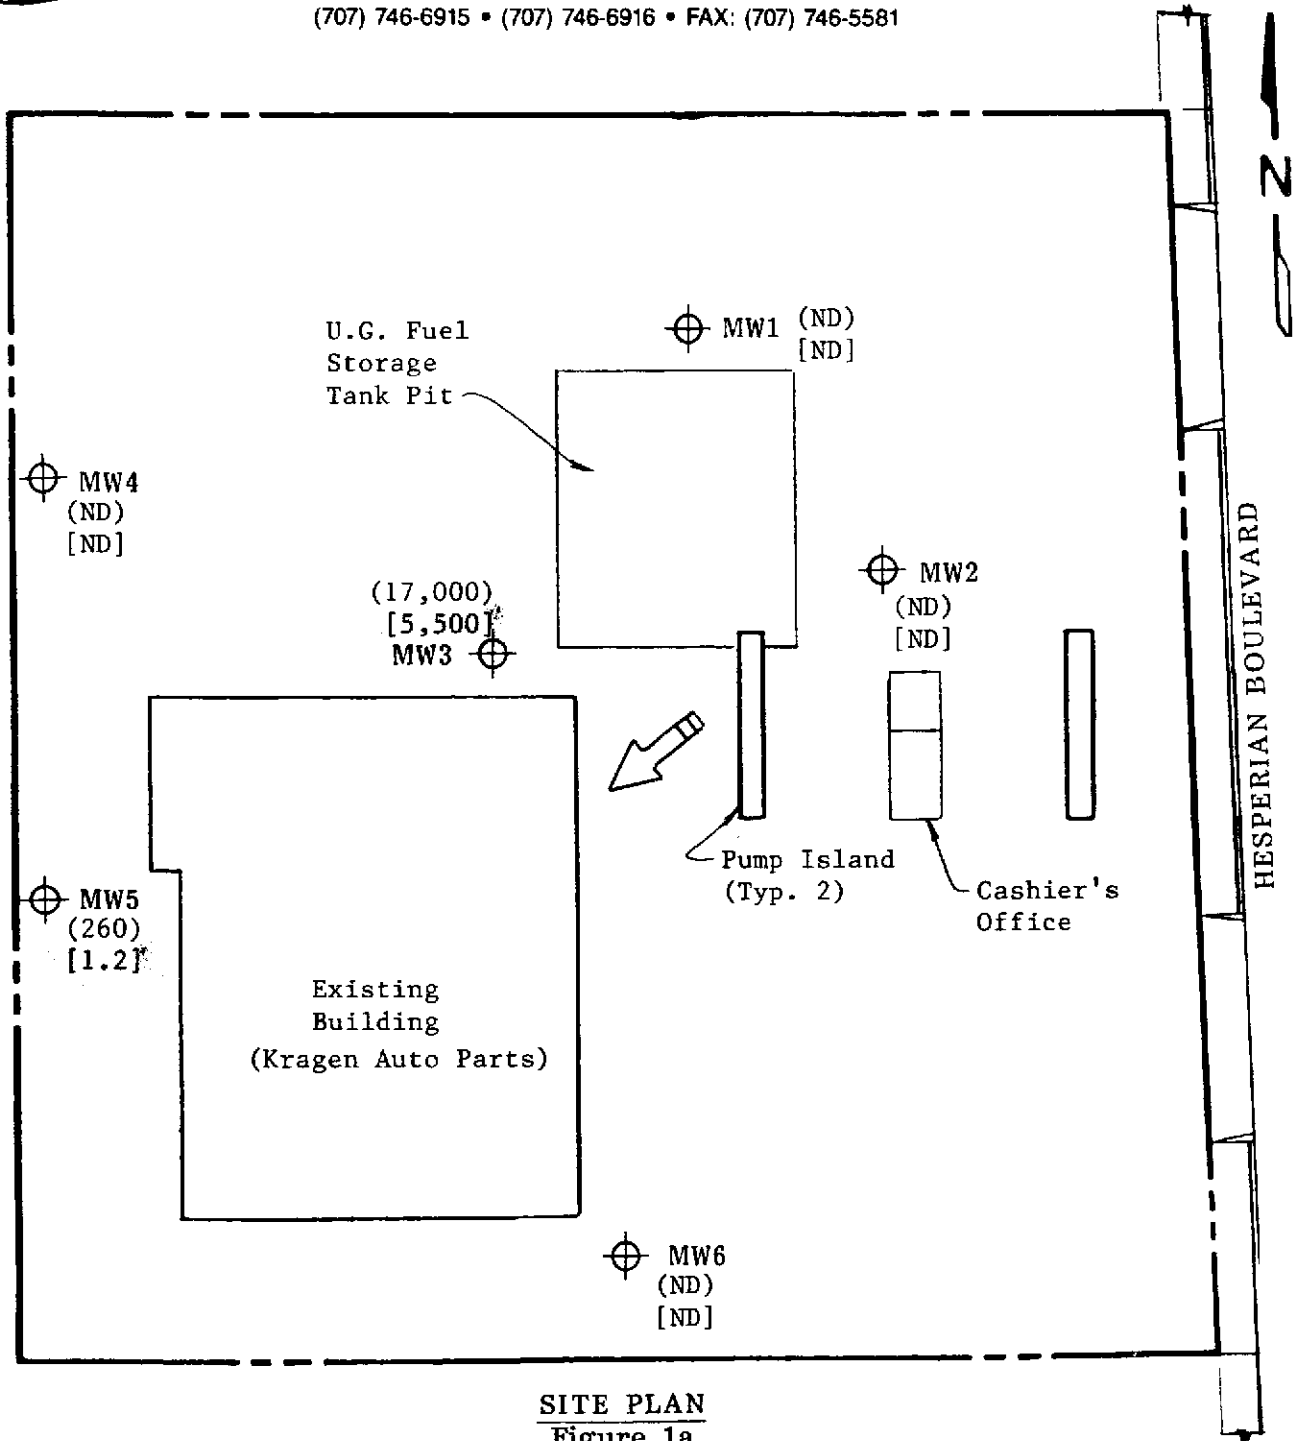 (707) 746-6915 • (707) 746-6916 • FAX: (707) 746-5581
N
U.G. Fuel
Storage
Tank Pit
MW1 (ND)
[ND]
MW4
(ND)
[ND]
(17,000)
[5,500]
MW3
MW2
(ND)
[ND]
HESPERIAN BOULEVARD
Pump Island
(Typ. 2)
Cashier's
Office
MW5
(260)
[1.2]
Existing
Building
(Kragen Auto Parts)
MW6
(ND)
[ND]
SITE PLAN
Figure 1a